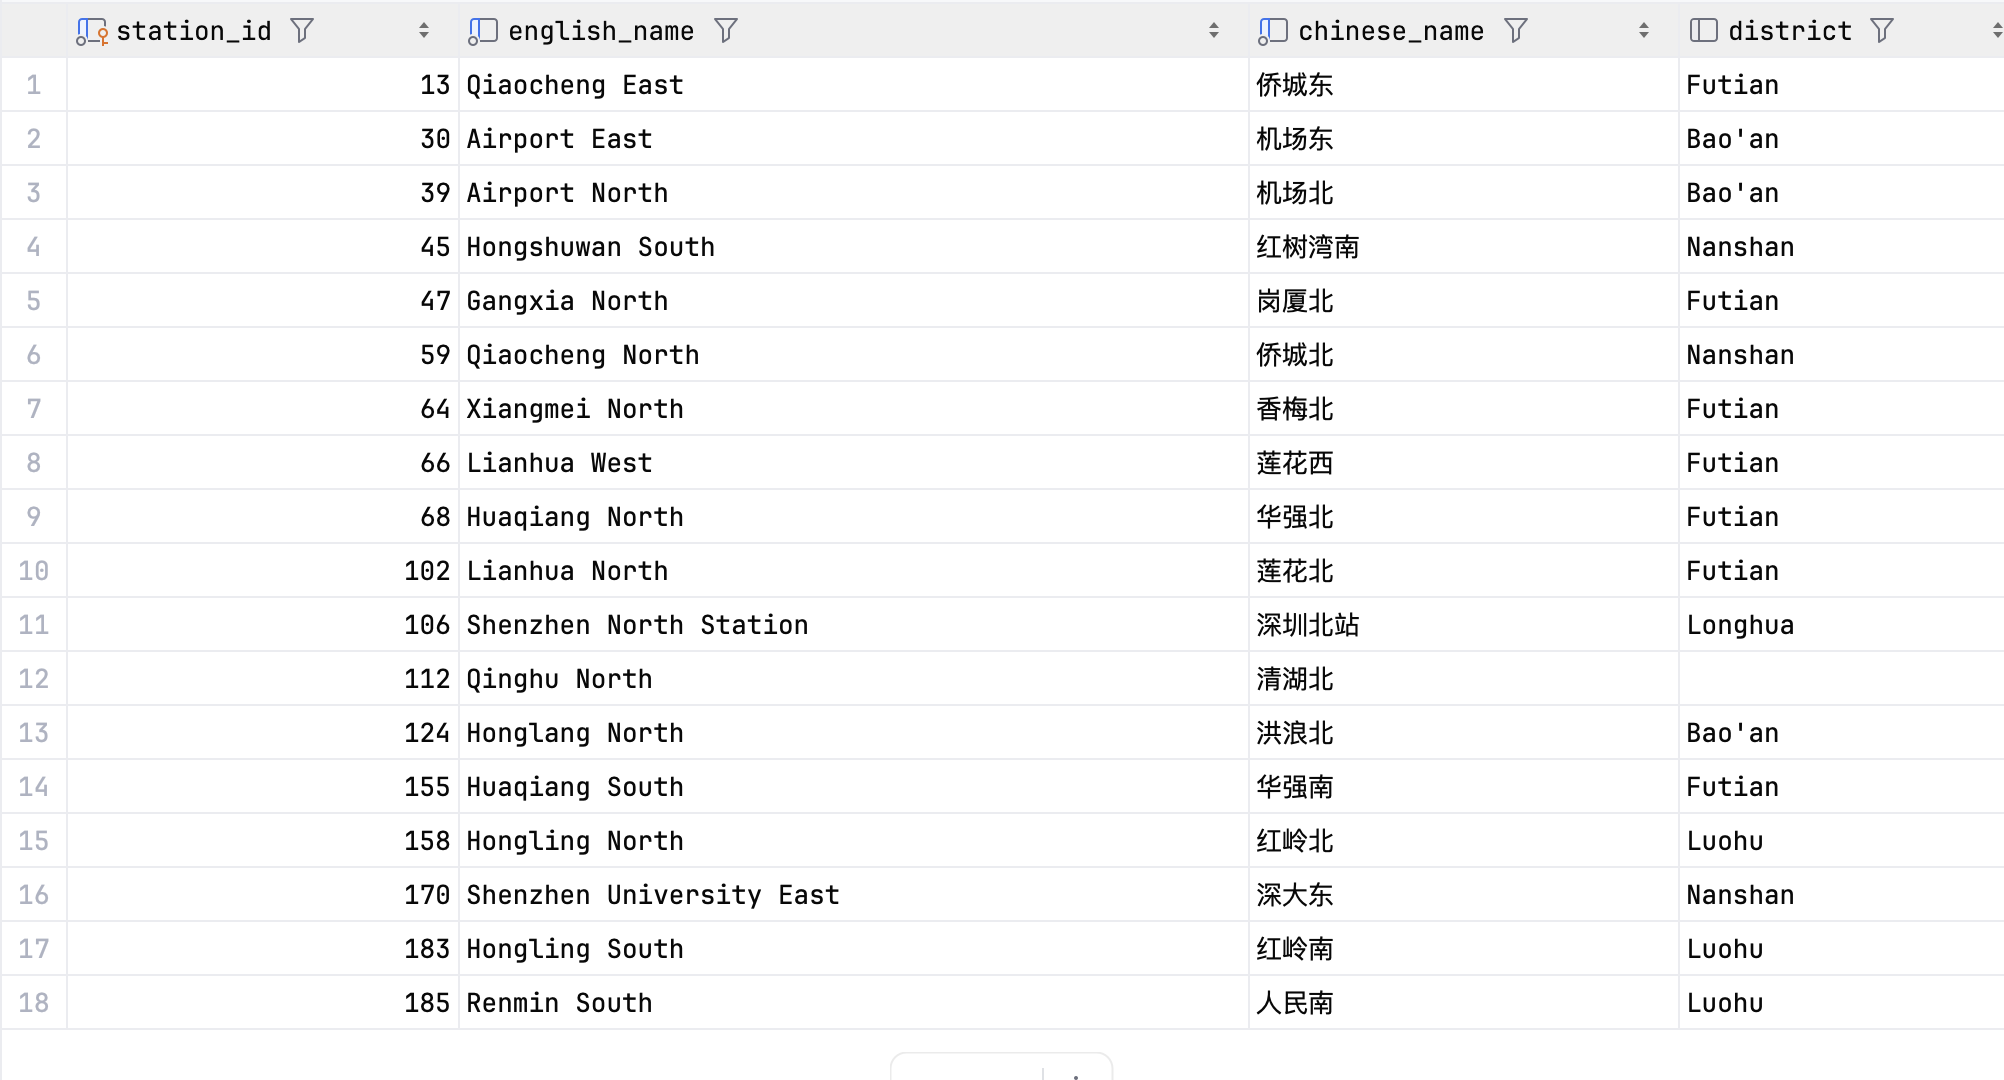 station_id english_name chinese_name district
1 13 Qiaocheng East 侨城东 Futian
2 30 Airport East 机场东 Bao'an
3 39 Airport North 机场北 Bao'an
4 45 Hongshuwan South 红树湾南 Nanshan
5 47 Gangxia North 岗厦北 Futian
6 59 Qiaocheng North 侨城北 Nanshan
7 64 Xiangmei North 香梅北 Futian
8 66 Lianhua West 莲花西 Futian
9 68 Huaqiang North 华强北 Futian
10 102 Lianhua North 莲花北 Futian
11 106 Shenzhen North Station 深圳北站 Longhua
12 112 Qinghu North 清湖北
13 124 Honglang North 洪浪北 Bao'an
14 155 Huaqiang South 华强南 Futian
15 158 Hongling North 红岭北 Luohu
16 170 Shenzhen University East 深大东 Nanshan
17 183 Hongling South 红岭南 Luohu
18 185 Renmin South 人民南 Luohu